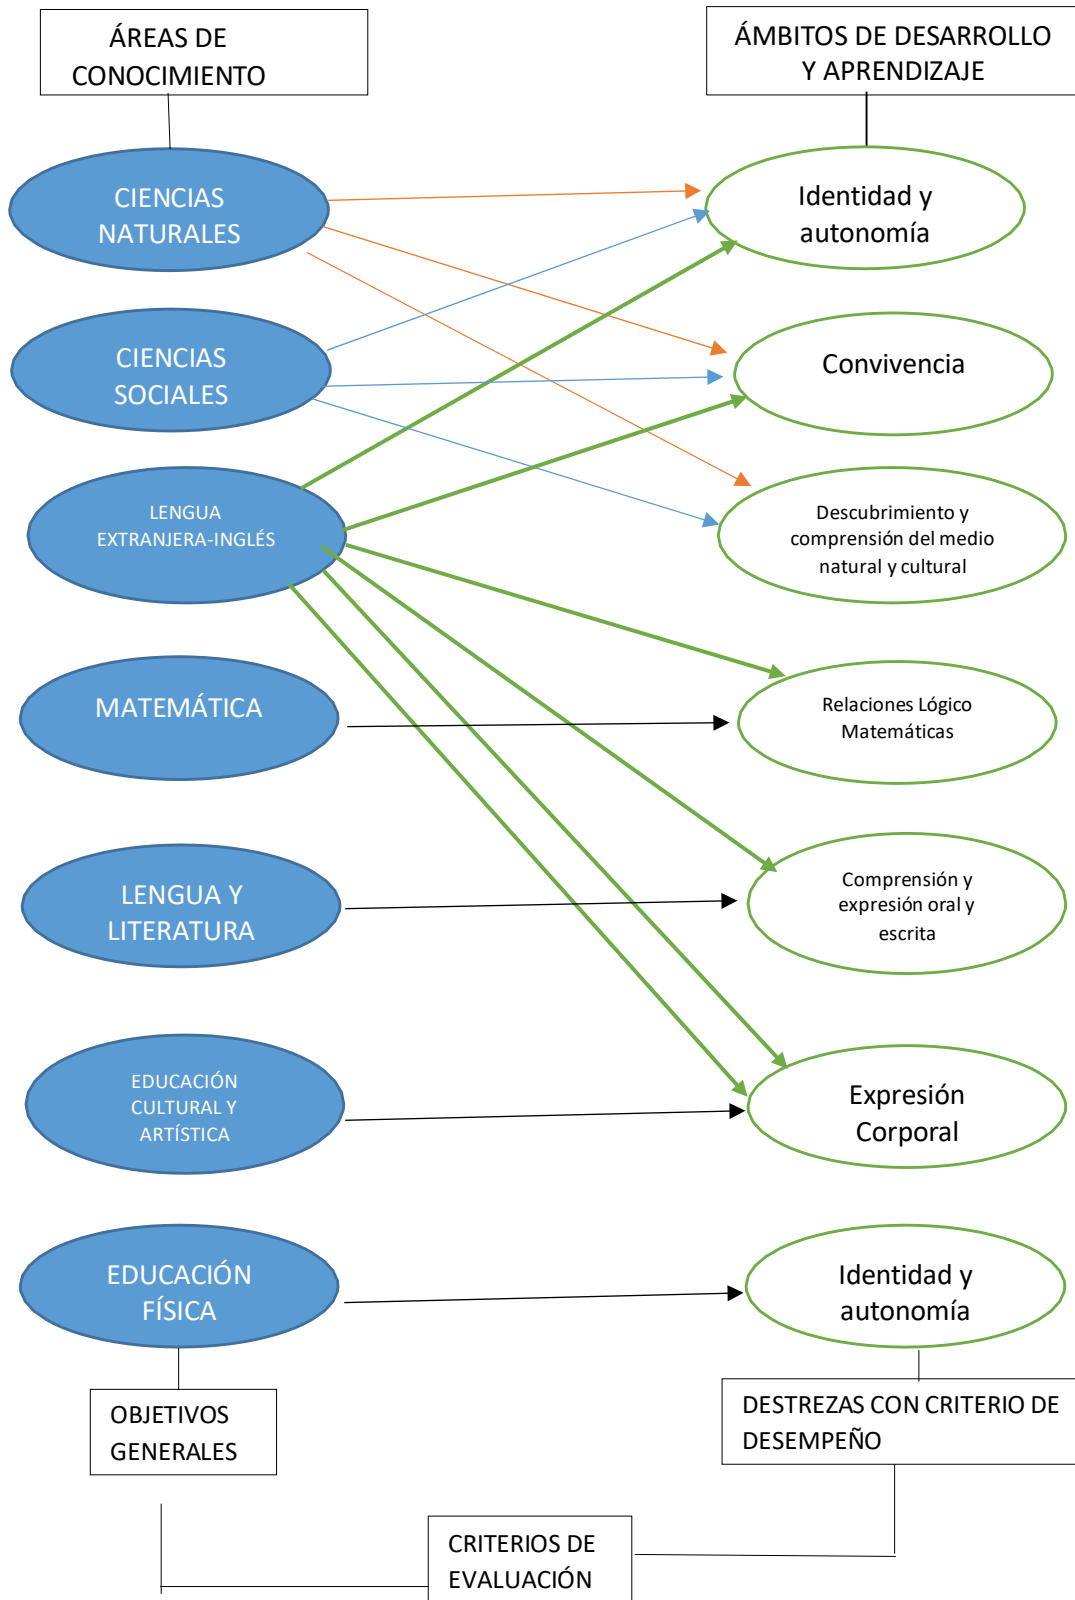 ÁREAS DE
CONOCIMIENTO
ÁMBITOS DE DESARROLLO
Y APRENDIZAJE
CIENCIAS
NATURALES
Identidad y
autonomía
CIENCIAS
SOCIALES
Convivencia
LENGUA
EXTRANJERA-INGLÉS
Descubrimiento y
comprensión del medio
natural y cultural
MATEMÁTICA
Relaciones Lógico
Matemáticas
LENGUA Y
LITERATURA
Comprensión y
expresión oral y
escrita
EDUCACIÓN
CULTURAL Y
ARTÍSTICA
Expresión
Corporal
EDUCACIÓN
FÍSICA
Identidad y
autonomía
OBJETIVOS
GENERALES
DESTREZAS CON CRITERIO DE
DESEMPEÑO
CRITERIOS DE
EVALUACIÓN